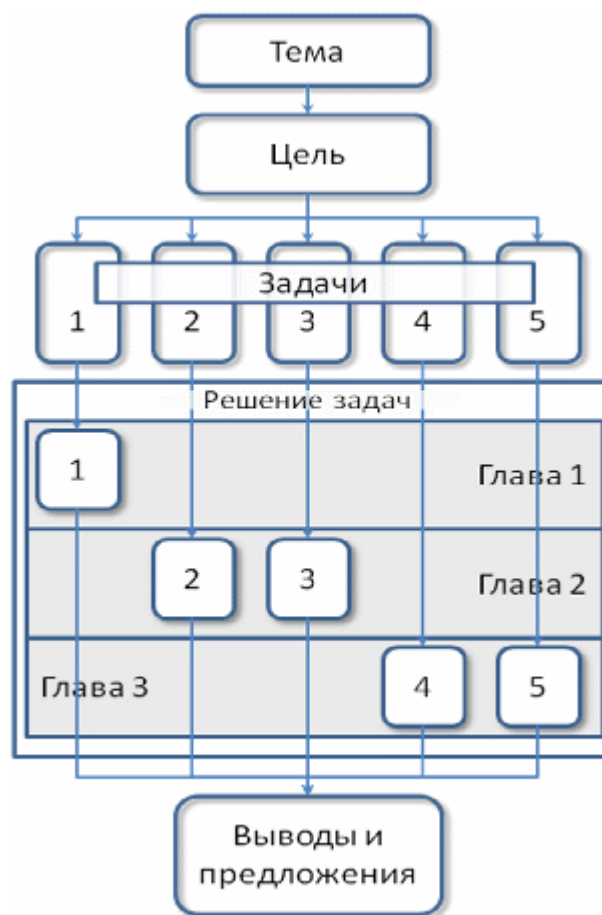 Тема
Цель
Задачи
1 2 3 4 5
Решение задач
1 Глава 1
2 3 Глава 2
Глава 3 4 5
Выводы и
предложения